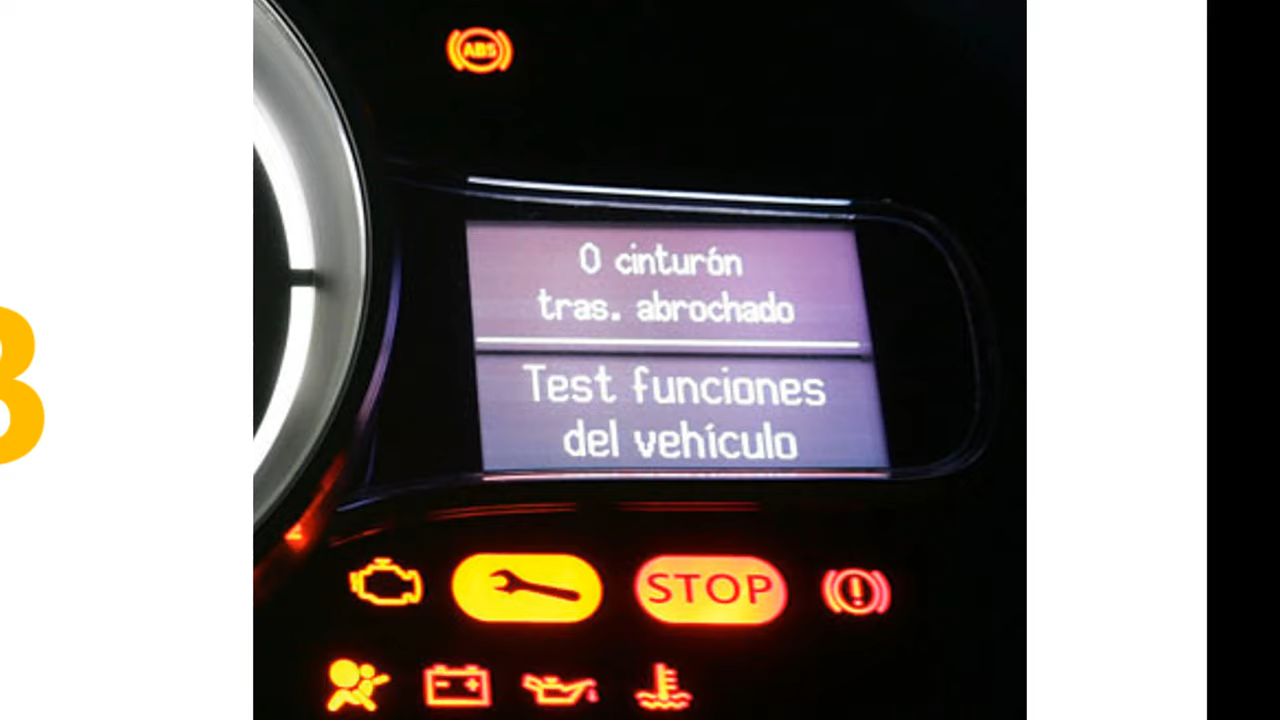 ABS
0 cinturón
tras. abrochado
Test funciones
del vehículo
STOP